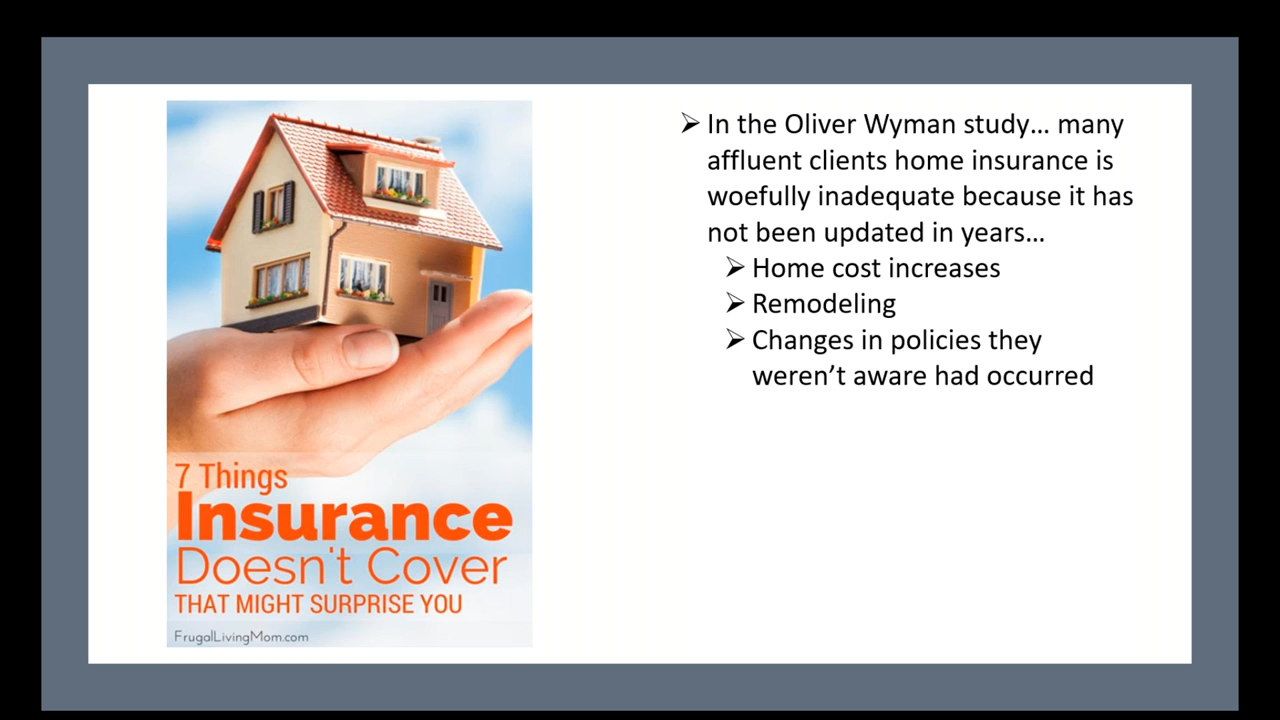 7 Things
Insurance
Doesn't Cover
THAT MIGHT SURPRISE YOU
FrugalLivingMom.com
➢ In the Oliver Wyman study... many
affluent clients home insurance is
woefully inadequate because it has
not been updated in years...
➢ Home cost increases
➢ Remodeling
➢ Changes in policies they
weren’t aware had occurred